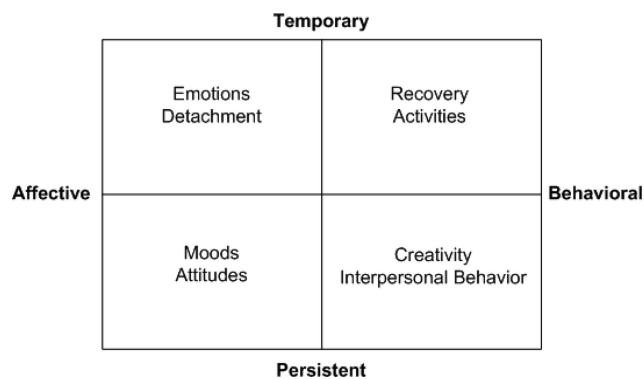 Temporary
Emotions
Detachment
Recovery
Activities
Affective
Behavioral
Moods
Attitudes
Creativity
Interpersonal Behavior
Persistent